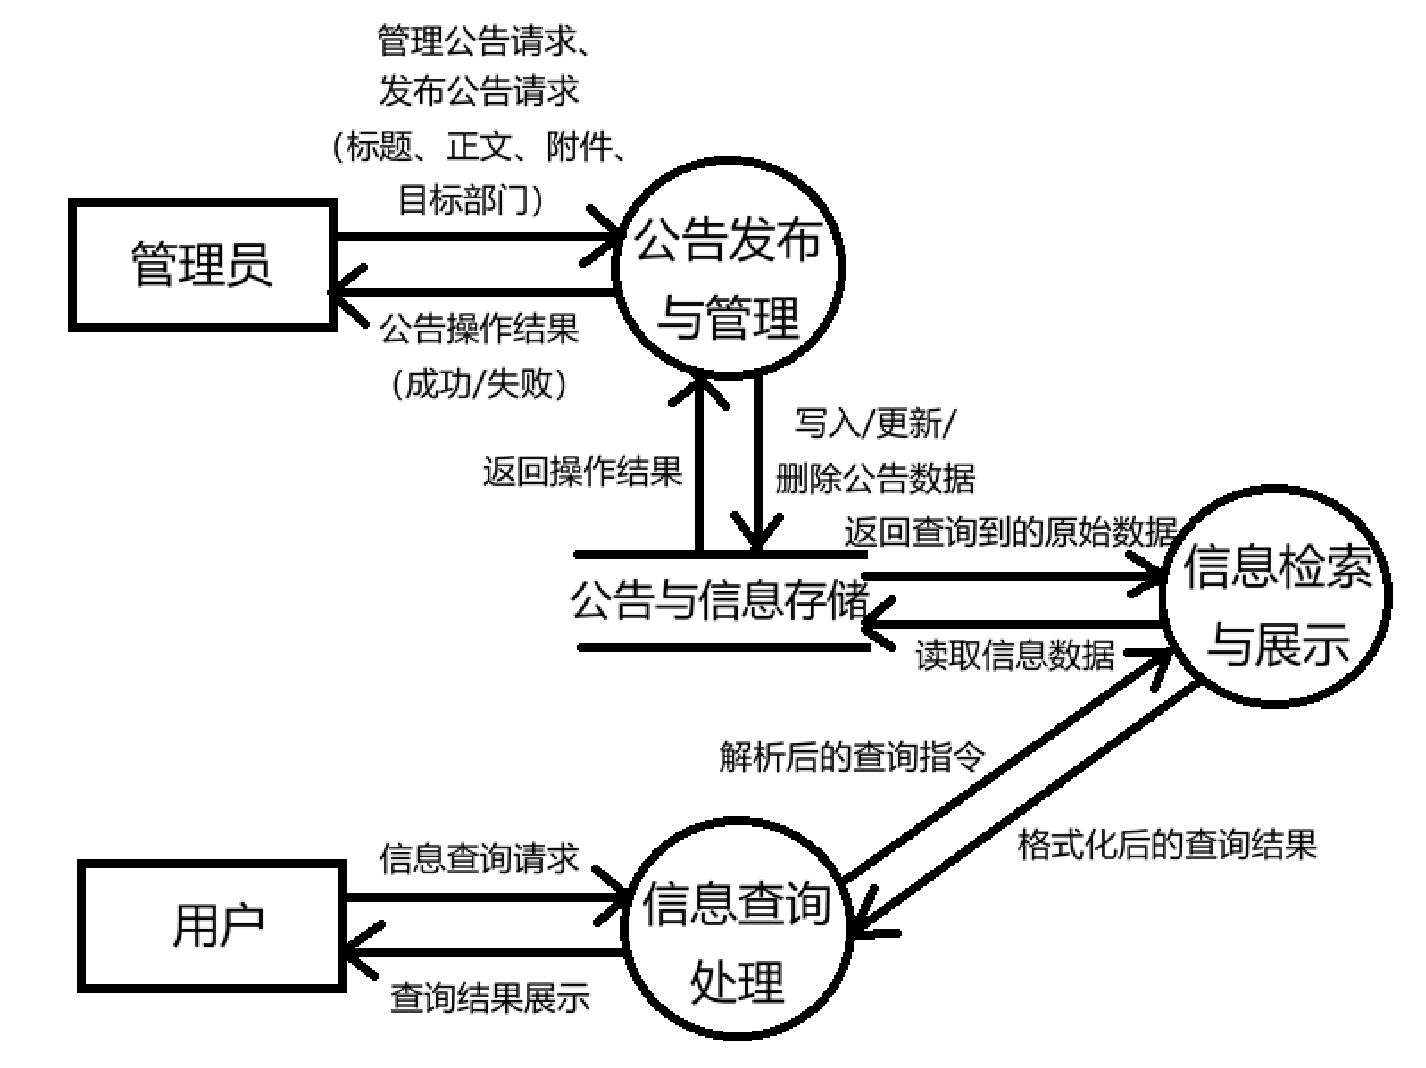 管理公告请求、
发布公告请求
（标题、正文、附件、
目标部门）
管理员
公告发布
与管理
公告操作结果
（成功/失败）
返回操作结果
写入/更新/
删除公告数据
返回查询到的原始数据
公告与信息存储
信息检索
与展示
读取信息数据
解析后的查询指令
格式化后的查询结果
信息查询请求
用户
信息查询
处理
查询结果展示